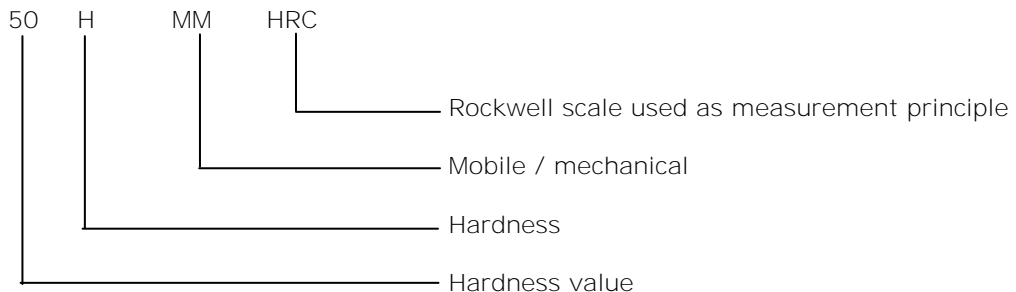 50 H MM HRC
Rockwell scale used as measurement principle
Mobile / mechanical
Hardness
Hardness value